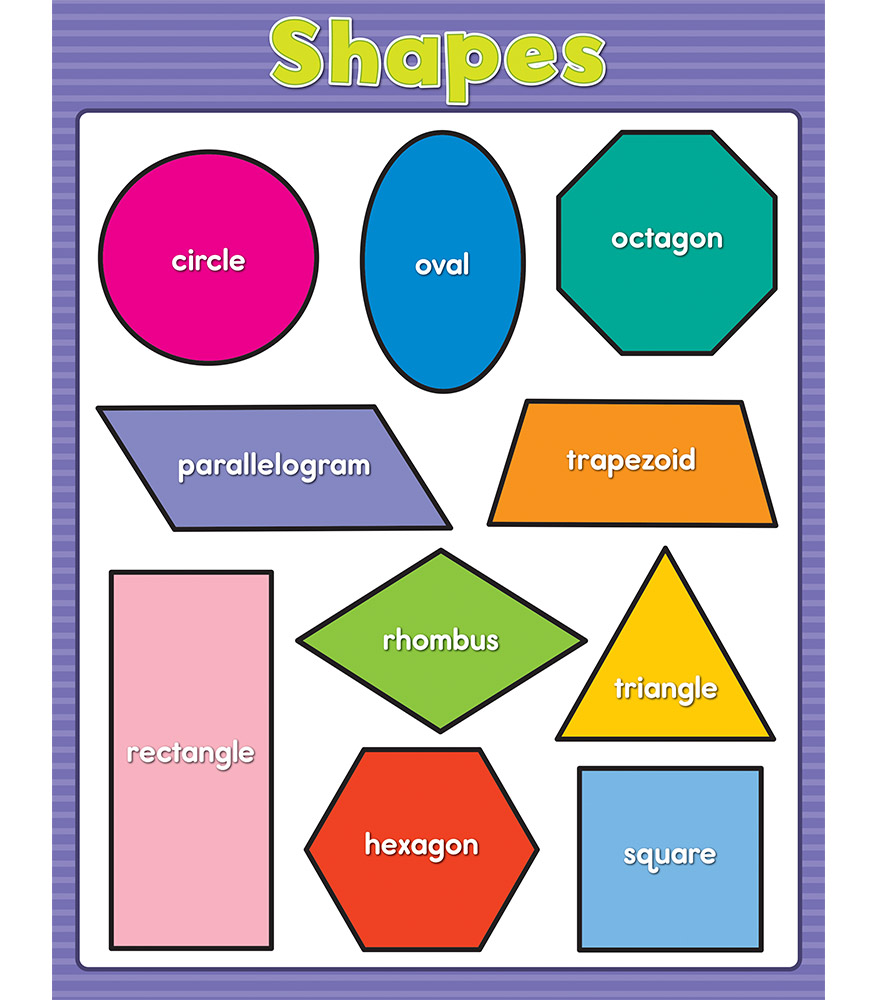 Shapes
circle
oval
octagon
parallelogram
trapezoid
rhombus
triangle
rectangle
hexagon
square